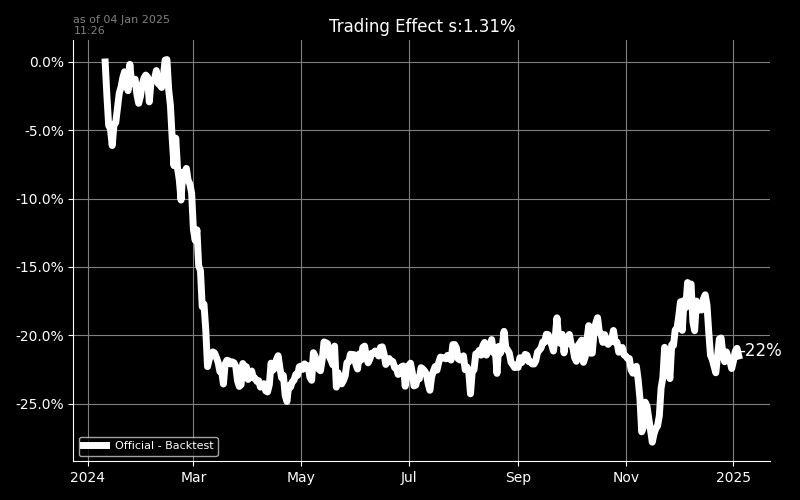 as of 04 Jan 2025
11:26
Trading Effect s:1.31%
0.0%
-5.0%
-10.0%
-15.0%
-20.0%
-25.0%
-22%
Official - Backtest
2024 Mar May Jul Sep Nov 2025